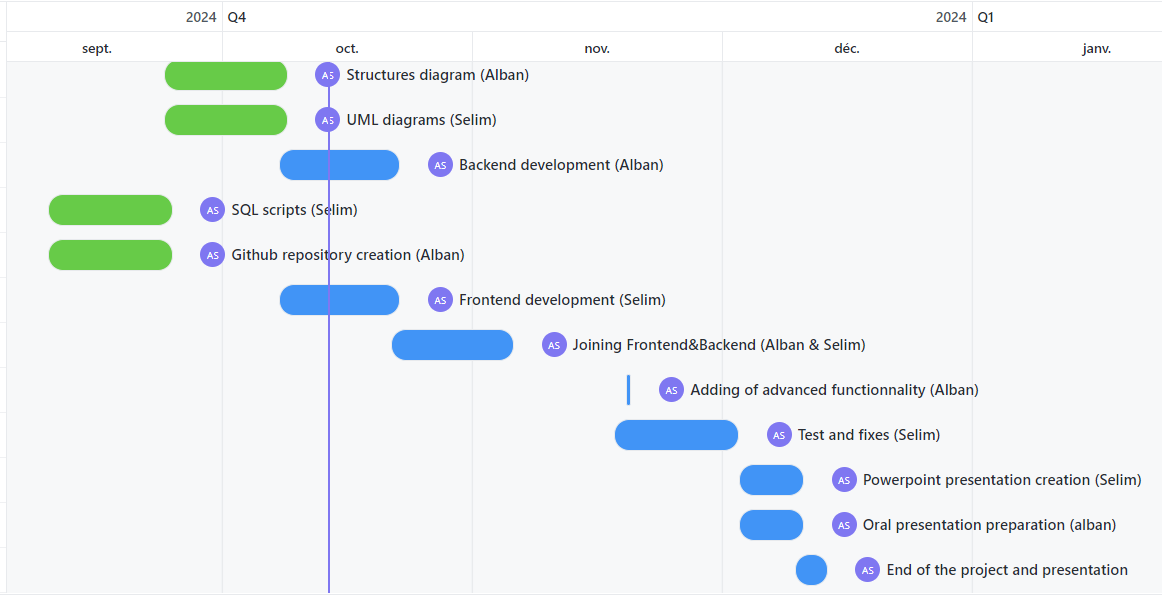 2024 Q4 2024 Q1
sept. oct. nov. déc. janv.
AS Structures diagram (Alban)
AS UML diagrams (Selim)
AS Backend development (Alban)
AS SQL scripts (Selim)
AS Github repository creation (Alban)
AS Frontend development (Selim)
AS Joining Frontend&Backend (Alban & Selim)
AS Adding of advanced functionnality (Alban)
AS Test and fixes (Selim)
AS Powerpoint presentation creation (Selim)
AS Oral presentation preparation (alban)
AS End of the project and presentation